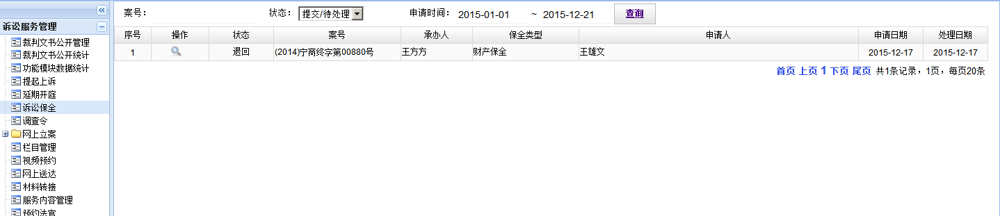 案号：	状态：	提交/待处理	申请时间：	2015-01-01	~	2015-12-21	查询
诉讼服务管理
裁判文书公开管理
裁判文书公开统计
功能模块数据统计
提起上诉
延期开庭
诉讼保全
调查令
网上立案
栏目管理
视频预约
网上送达
材料转接
服务内容管理
预约法官
序号	操作	状态	案号	承办人	保全类型	申请人	申请日期	处理日期
1	退回	(2014)宁商终字第00880号	王方方	财产保全	王雄文	2015-12-17	2015-12-17
首页 上页 1 下页 尾页 共1条记录，1页，每页20条